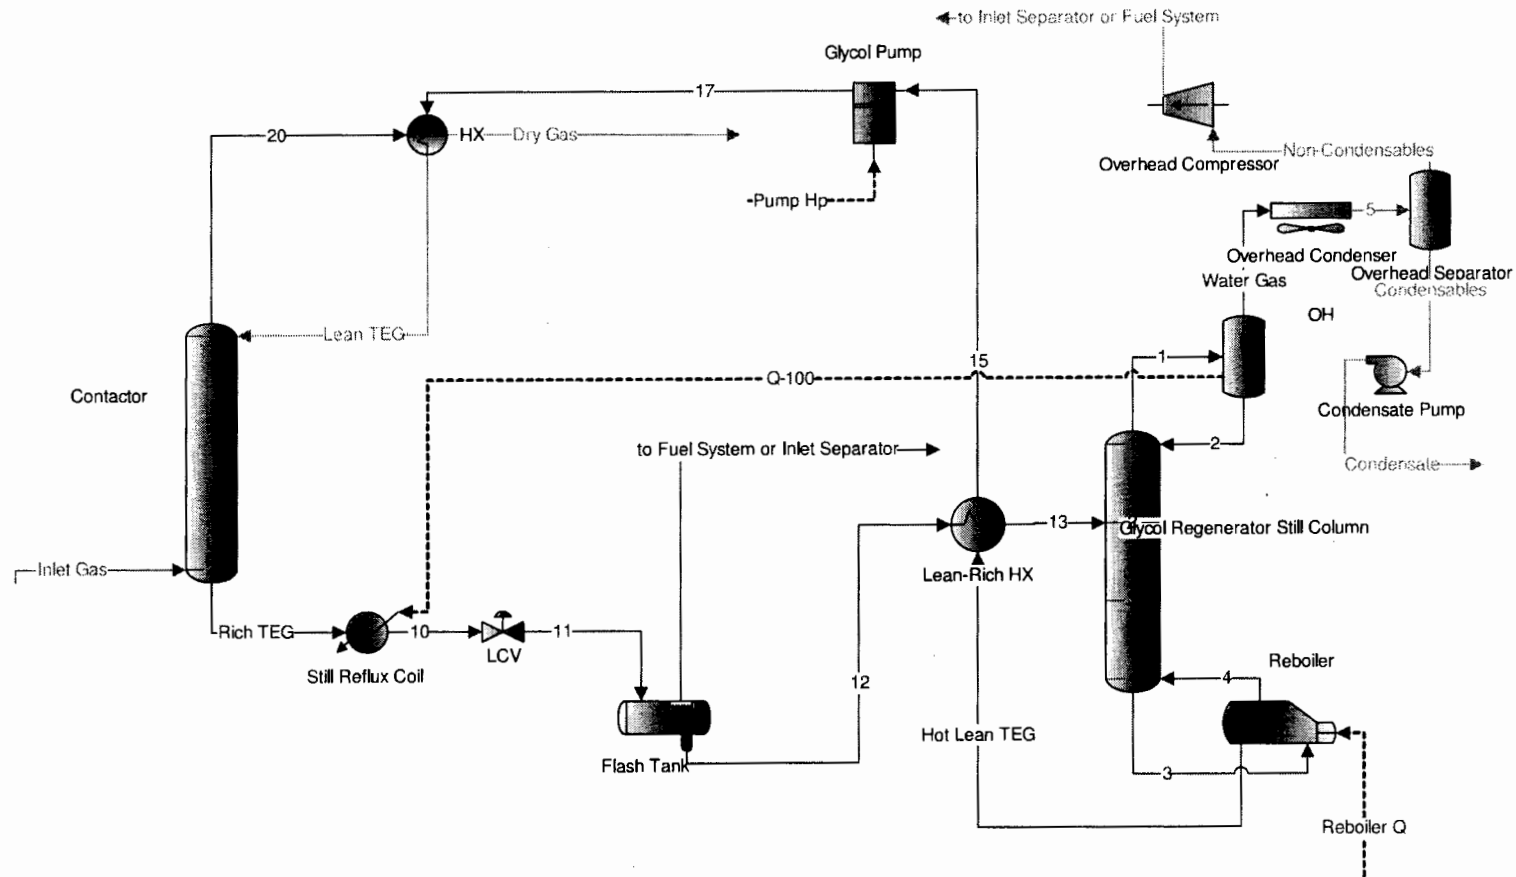 to Inlet Separator or Fuel System
Glycol Pump
17
20
HX
Dry Gas
Overhead Compressor
Non-Condensables
Pump Hp
5
Overhead Condenser
Overhead Separator
Water Gas
Condensables
OH
Lean TEG
1
15
Q-100
Contactor
Condensate Pump
2
to Fuel System or Inlet Separator
Condensate
13
Glycol Regenerator Still Column
Inlet Gas
Lean-Rich HX
Rich TEG
10
11
LCV
Still Reflux Coil
Reboiler
12
4
Hot Lean TEG
Flash Tank
3
Reboiler Q